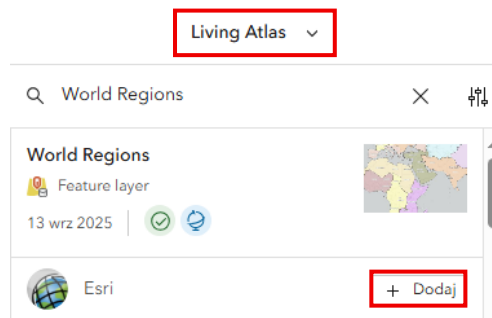 Living Atlas
World Regions
World Regions
Feature layer
13 wrz 2025
Esri
+ Dodaj